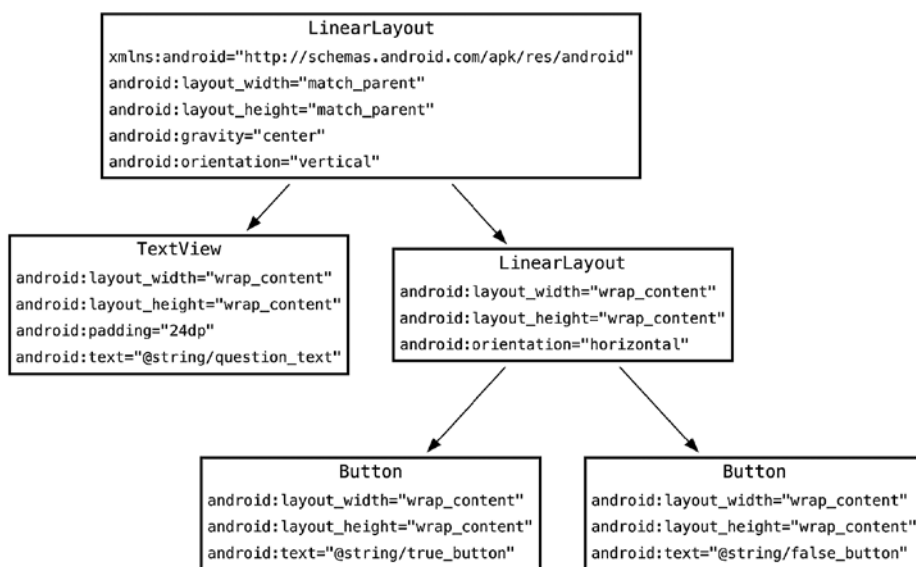 LinearLayout
xmlns:android="http://schemas.android.com/apk/res/android"
android:layout_width="match_parent"
android:layout_height="match_parent"
android:gravity="center"
android:orientation="vertical"
TextView
android:layout_width="wrap_content"
android:layout_height="wrap_content"
android:padding="24dp"
android:text="@string/question_text"
LinearLayout
android:layout_width="wrap_content"
android:layout_height="wrap_content"
android:orientation="horizontal"
Button
android:layout_width="wrap_content"
android:layout_height="wrap_content"
android:text="@string/true_button"
Button
android:layout_width="wrap_content"
android:layout_height="wrap_content"
android:text="@string/false_button"